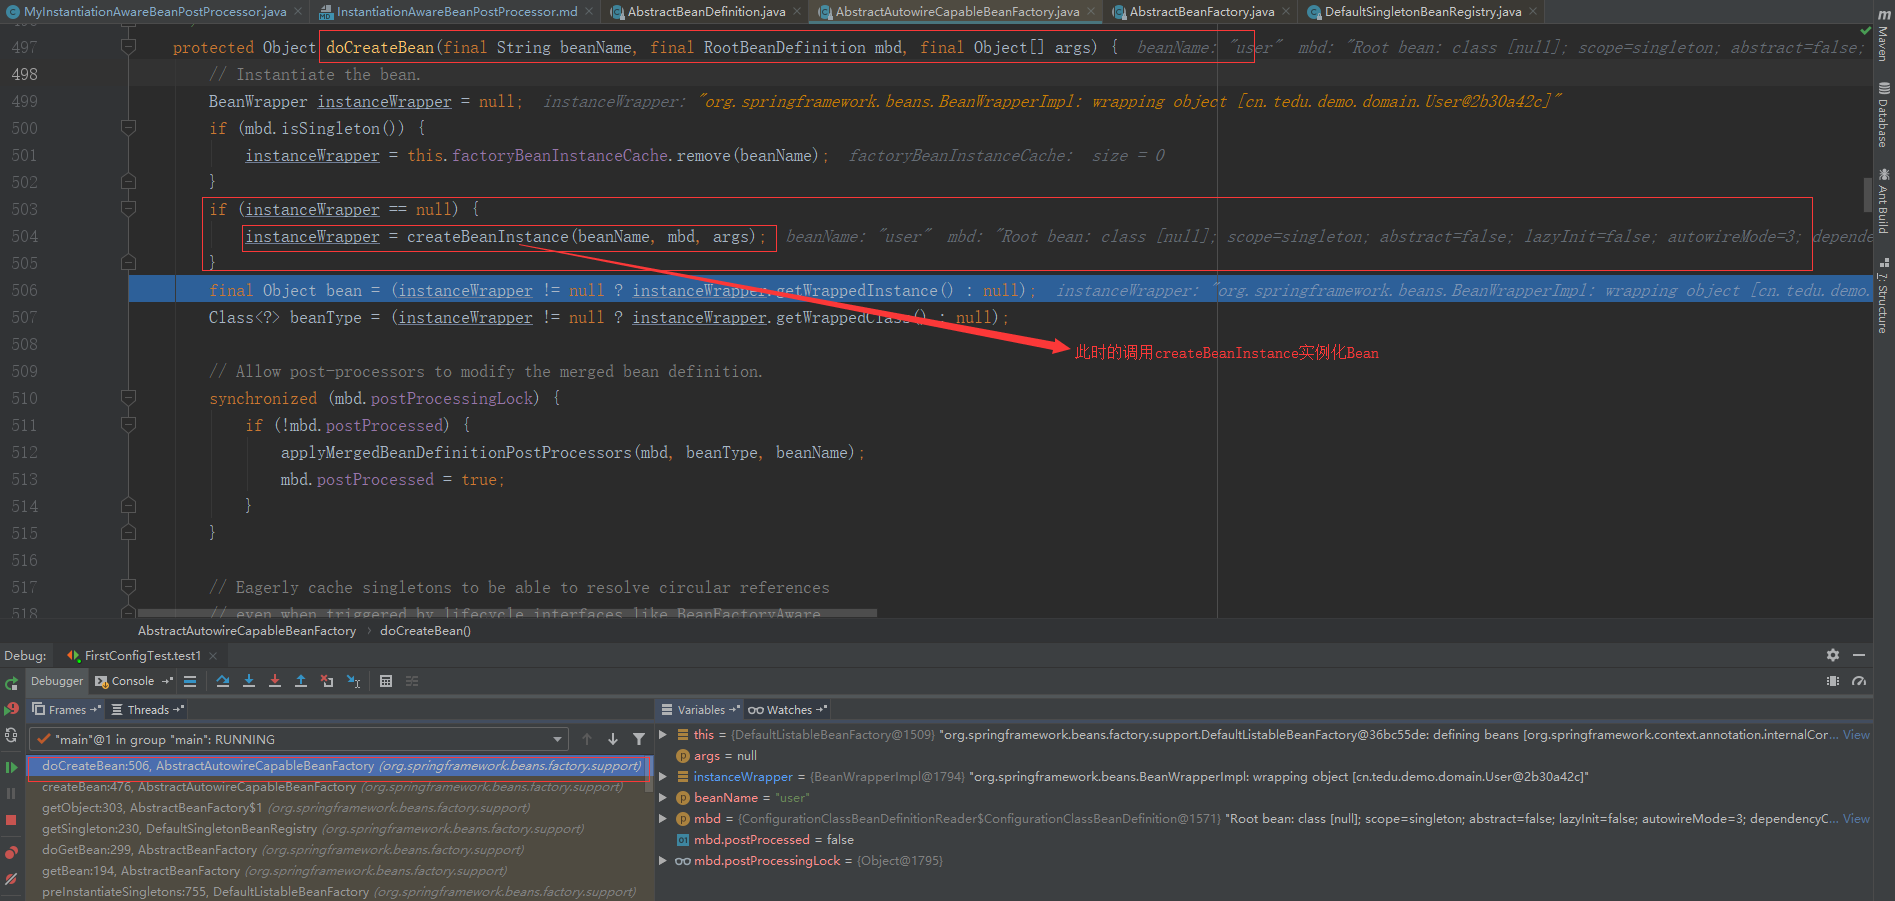 MyInstantiationAwareBeanPostProcessor.java × InstantiationAwareBeanPostProcessor.md × AbstractBeanDefinition.java × AbstractAutowireCapableBeanFactory.java × AbstractBeanFactory.java × DefaultSingletonBeanRegistry.java ×
497 protected Object doCreateBean(final String beanName, final RootBeanDefinition mbd, final Object[] args) { beanName: "user" mbd: "Root bean: class [null]; scope=singleton; abstract=false;
498 // Instantiate the bean.
499 BeanWrapper instanceWrapper = null; instanceWrapper: "org.springframework.beans.BeanWrapperImpl: wrapping object [cn.tedu.demo.domain.User@2b30a42c]"
500 if (mbd.isSingleton()) {
501 instanceWrapper = this.factoryBeanInstanceCache.remove(beanName); factoryBeanInstanceCache: size = 0
502 }
503 if (instanceWrapper == null) {
504 instanceWrapper = createBeanInstance(beanName, mbd, args); beanName: "user" mbd: "Root bean: class [null]; scope=singleton; abstract=false; lazyInit=false; autowireMode=3; depende
505 }
506 final Object bean = (instanceWrapper != null ? instanceWrapper.getWrappedInstance() : null); instanceWrapper: "org.springframework.beans.BeanWrapperImpl: wrapping object [cn.tedu.demo.
507 Class<?> beanType = (instanceWrapper != null ? instanceWrapper.getWrappedClass() : null);
508
此时的调用createBeanInstance实例化Bean
509 // Allow post-processors to modify the merged bean definition.
510 synchronized (mbd.postProcessingLock) {
511 if (!mbd.postProcessed) {
512 applyMergedBeanDefinitionPostProcessors(mbd, beanType, beanName);
513 mbd.postProcessed = true;
514 }
515 }
516
517 // Eagerly cache singletons to be able to resolve circular references
518 // even when triggered by lifecycle interfaces like BeanFactoryAware.
AbstractAutowireCapableBeanFactory › doCreateBean()
Debug: FirstConfigTest.test1 ×
Debugger Console
Frames Threads
"main"@1 in group "main": RUNNING
doCreateBean:506, AbstractAutowireCapableBeanFactory (org.springframework.beans.factory.support)
createBean:476, AbstractAutowireCapableBeanFactory (org.springframework.beans.factory.support)
getObject:303, AbstractBeanFactory$1 (org.springframework.beans.factory.support)
getSingleton:230, DefaultSingletonBeanRegistry (org.springframework.beans.factory.support)
doGetBean:299, AbstractBeanFactory (org.springframework.beans.factory.support)
getBean:194, AbstractBeanFactory (org.springframework.beans.factory.support)
preInstantiateSingletons:755, DefaultListableBeanFactory (org.springframework.beans.factory.support)
Variables Watches
this = {DefaultListableBeanFactory@1509} "org.springframework.beans.factory.support.DefaultListableBeanFactory@36bc55de: defining beans [org.springframework.context.annotation.internalCor... View
args = null
instanceWrapper = {BeanWrapperImpl@1794} "org.springframework.beans.BeanWrapperImpl: wrapping object [cn.tedu.demo.domain.User@2b30a42c]"
beanName = "user"
mbd = {ConfigurationClassBeanDefinitionReader$ConfigurationClassBeanDefinition@1571} "Root bean: class [null]; scope=singleton; abstract=false; lazyInit=false; autowireMode=3; dependencyC... View
mbd.postProcessed = false
mbd.postProcessingLock = {Object@1795}
Maven
Database
Ant Build
7: Structure